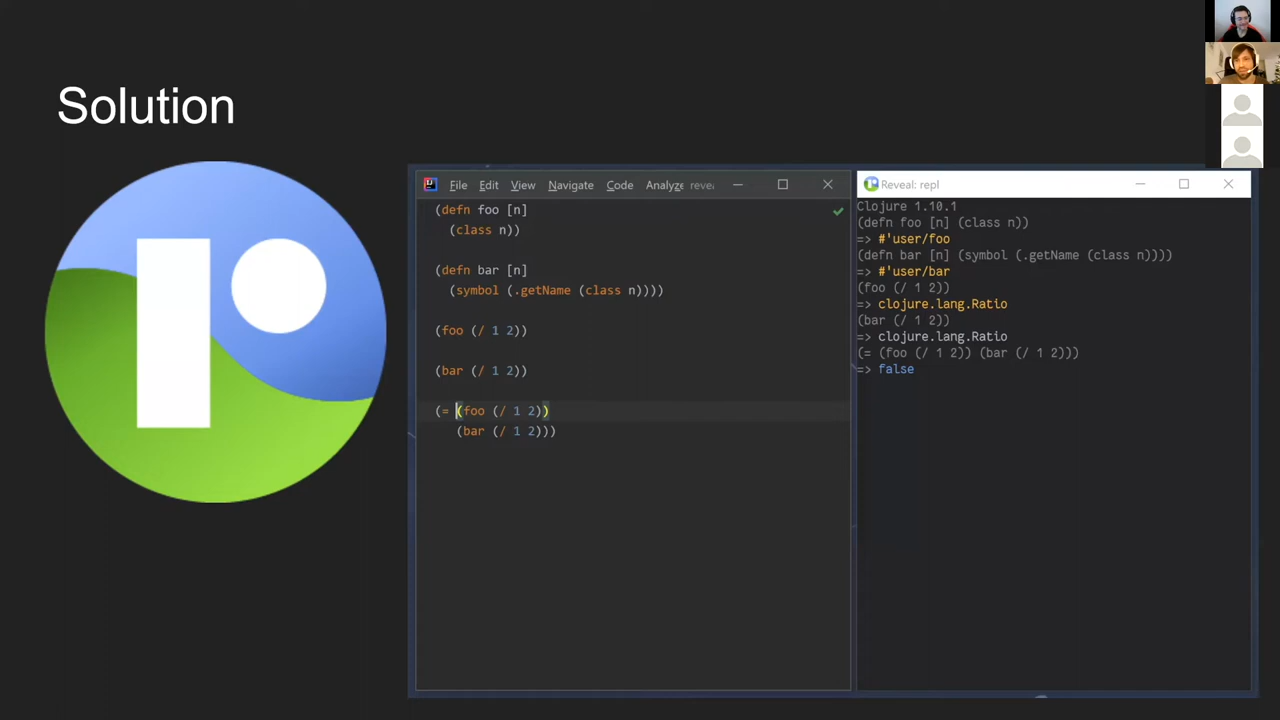 Solution
File Edit View Navigate Code Analyze revea
(defn foo [n]
(class n))
(defn bar [n]
(symbol (.getName (class n))))
(foo (/ 1 2))
(bar (/ 1 2))
(= (foo (/ 1 2))
(bar (/ 1 2)))
Reveal: repl
Clojure 1.10.1
(defn foo [n] (class n))
=> #'user/foo
(defn bar [n] (symbol (.getName (class n))))
=> #'user/bar
(foo (/ 1 2))
=> clojure.lang.Ratio
(bar (/ 1 2))
=> clojure.lang.Ratio
(= (foo (/ 1 2)) (bar (/ 1 2)))
=> false